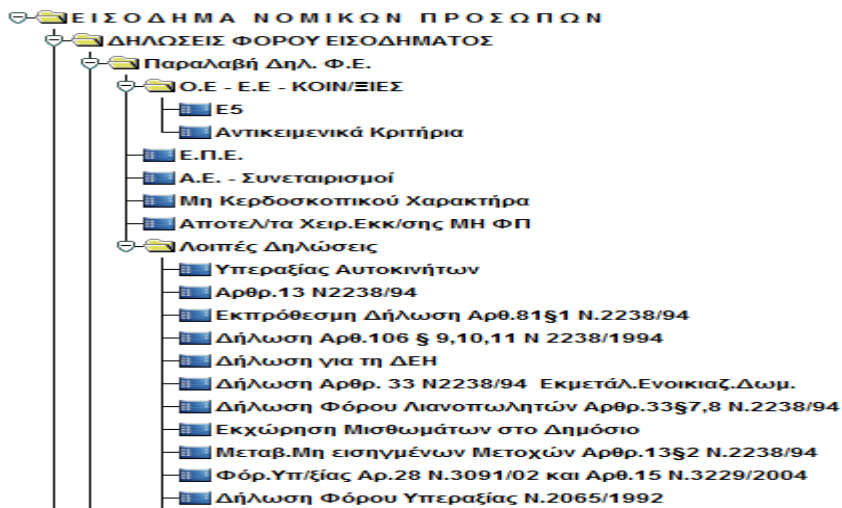 ΕΙΣΟΔΗΜΑ ΝΟΜΙΚΩΝ ΠΡΟΣΩΠΩΝ
ΔΗΛΩΣΕΙΣ ΦΟΡΟΥ ΕΙΣΟΔΗΜΑΤΟΣ
Παραλαβή Δηλ. Φ.Ε.
Ο.Ε - Ε.Ε - ΚΟΙΝ/ΞΙΕΣ
Ε5
Αντικειμενικά Κριτήρια
Ε.Π.Ε.
Α.Ε. - Συνεταιρισμοί
Μη Κερδοσκοπικού Χαρακτήρα
Αποτελ/τα Χειρ.Εκκ/σης ΜΗ ΦΠ
Λοιπές Δηλώσεις
Υπεραξίας Αυτοκινήτων
Αρθρ.13 Ν2238/94
Εκπρόθεσμη Δήλωση Αρθ.81§1 Ν.2238/94
Δήλωση Αρθ.106 § 9,10,11 Ν 2238/1994
Δήλωση για τη ΔΕΗ
Δήλωση Αρθρ. 33 Ν2238/94 Εκμετάλ.Ενοικιαζ.Δωμ.
Δήλωση Φόρου Λιανοπωλητών Αρθρ.33§7,8 Ν.2238/94
Εκχώρηση Μισθωμάτων στο Δημόσιο
Μεταβ.Μη εισηγμένων Μετοχών Αρθρ.13§2 Ν.2238/94
Φόρ.Υπ/ξίας Αρ.28 Ν.3091/02 και Αρθ.15 Ν.3229/2004
Δήλωση Φόρου Υπεραξίας Ν.2065/1992